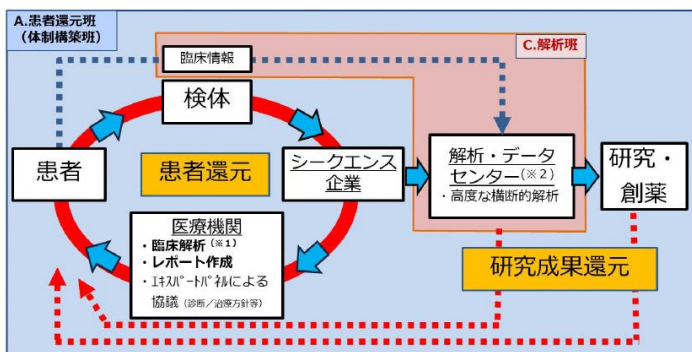 A.患者還元班
（体制構築班）
C.解析班
臨床情報
検体
患者
患者還元
シークエンス
企業
解析・データ
センター(※2)
・高度な横断的解析
研究・
創薬
医療機関
・臨床解析(※1)
・レポート作成
・ｴｷｽﾊﾟｰﾄﾊﾟﾈﾙによる
協議（診断／治療方針等）
研究成果還元